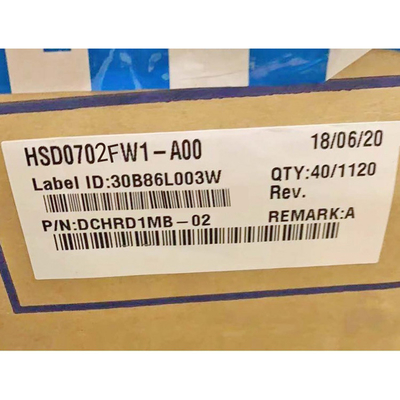 HSD0702FW1-A00 18/06/20
Label ID:30B86L003W QTY:40/1120
Rev.
P/N:DCHRD1MB-02 REMARK:A